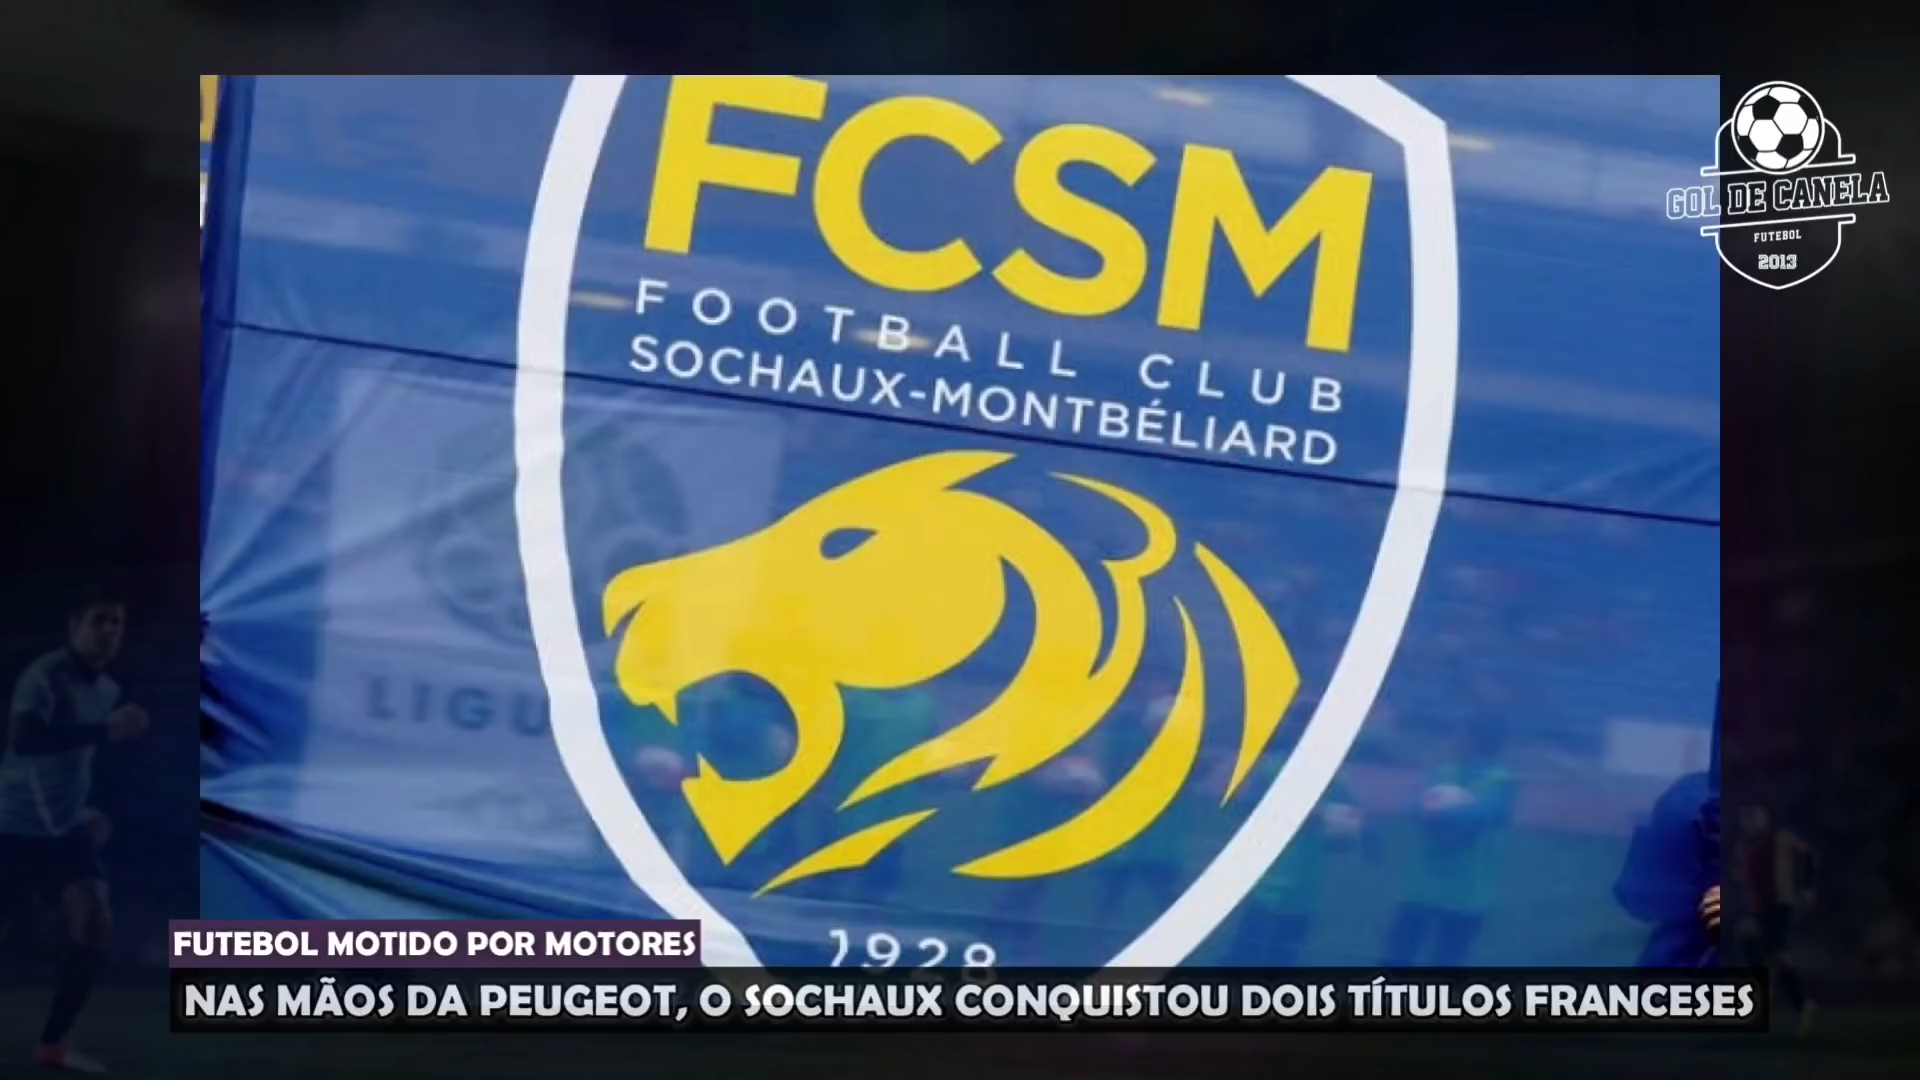 FCSM
FOOTBALL CLUB
SOCHAUX-MONTBÉLIARD
LIGU
1928
GOL DE CANELA
FUTEBOL
2013
FUTEBOL MOTIDO POR MOTORES
NAS MÃOS DA PEUGEOT, O SOCHAUX CONQUISTOU DOIS TÍTULOS FRANCESES